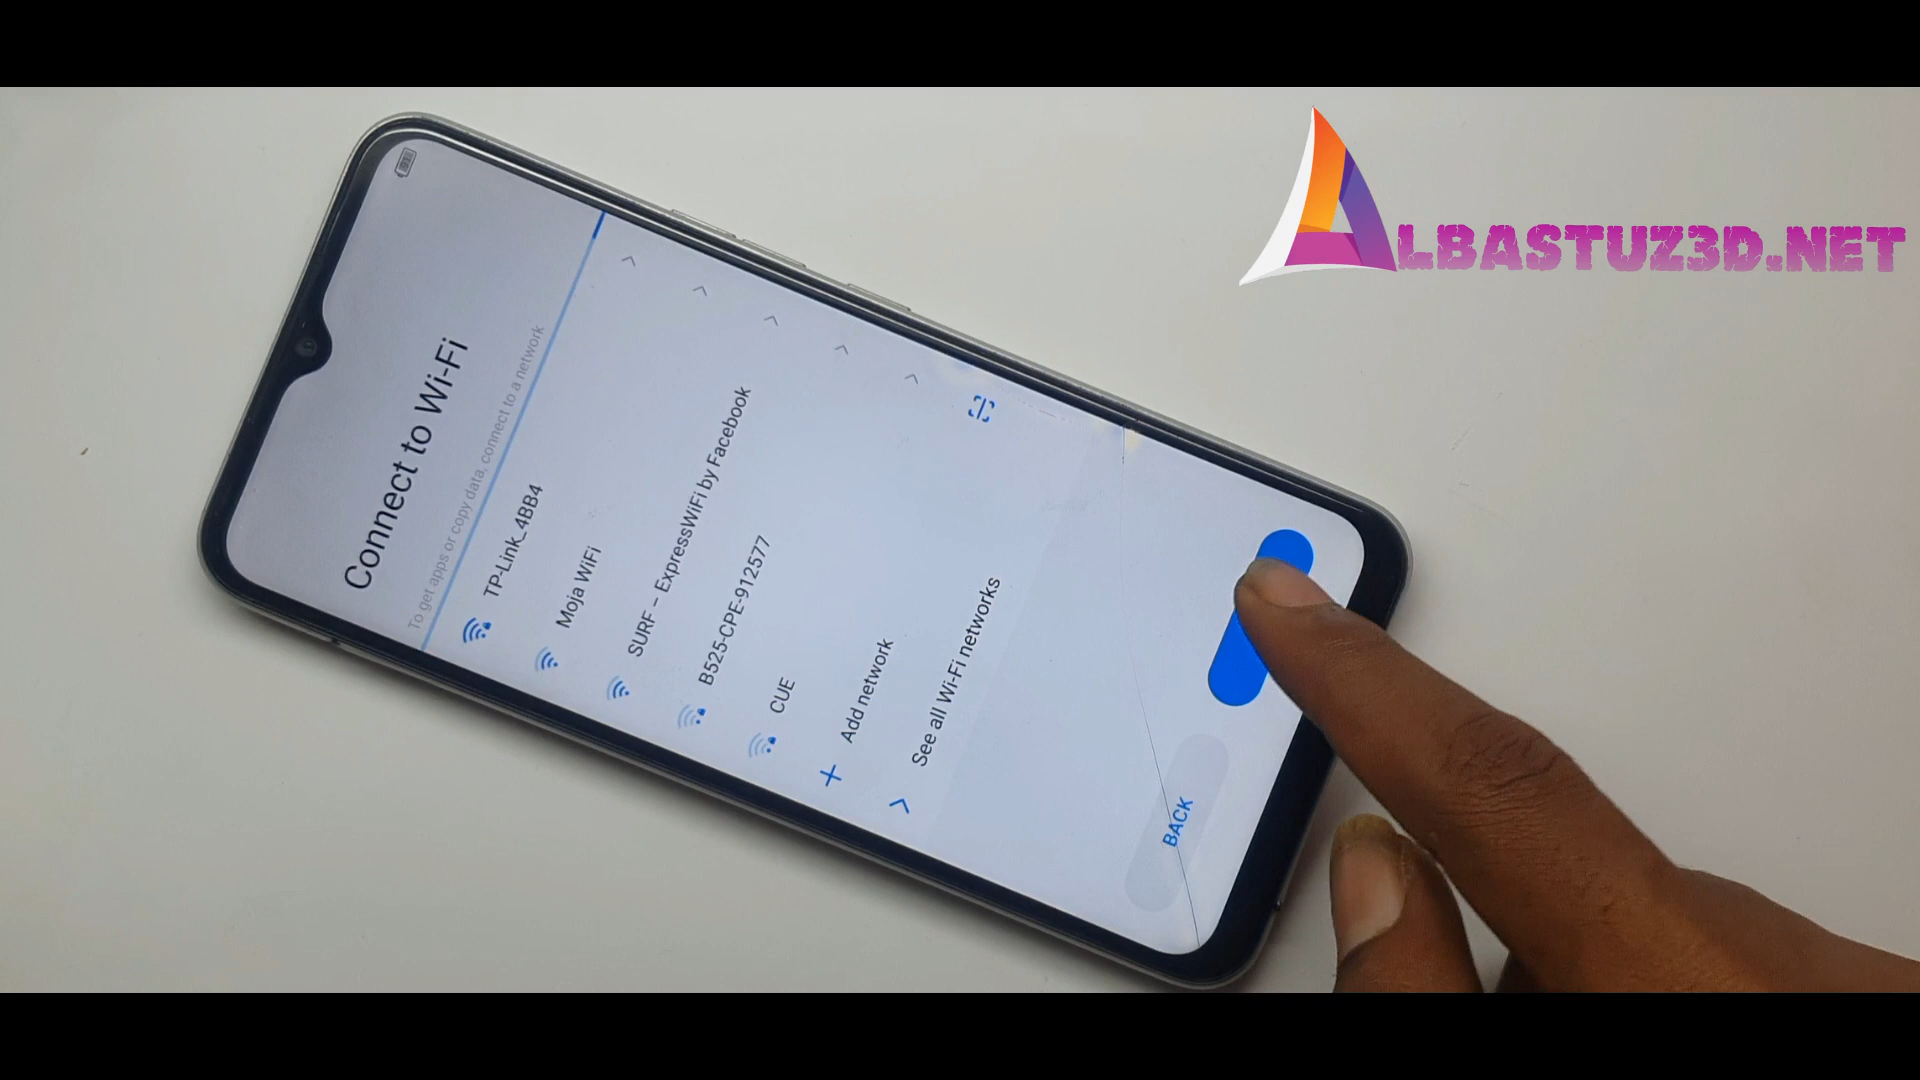 ALBASTUZ3D.NET
Connect to Wi-Fi
To get apps or copy data, connect to a network
TP-Link_4BB4
Moja WiFi
SURF – ExpressWiFi by Facebook
B525-CPE-912577
CUE
Add network
See all Wi-Fi networks
BACK